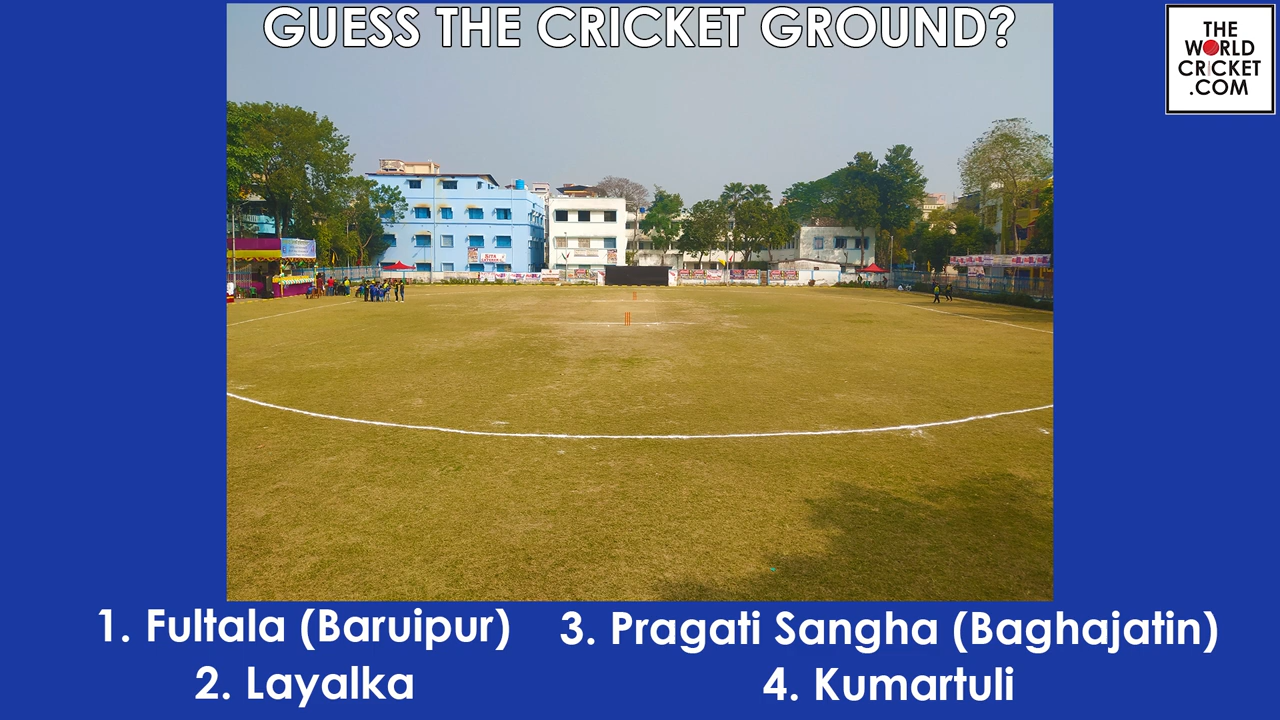 GUESS THE CRICKET GROUND?
THE
WORLD
CRICKET
.COM
1. Fultala (Baruipur)
2. Layalka
3. Pragati Sangha (Baghajatin)
4. Kumartuli